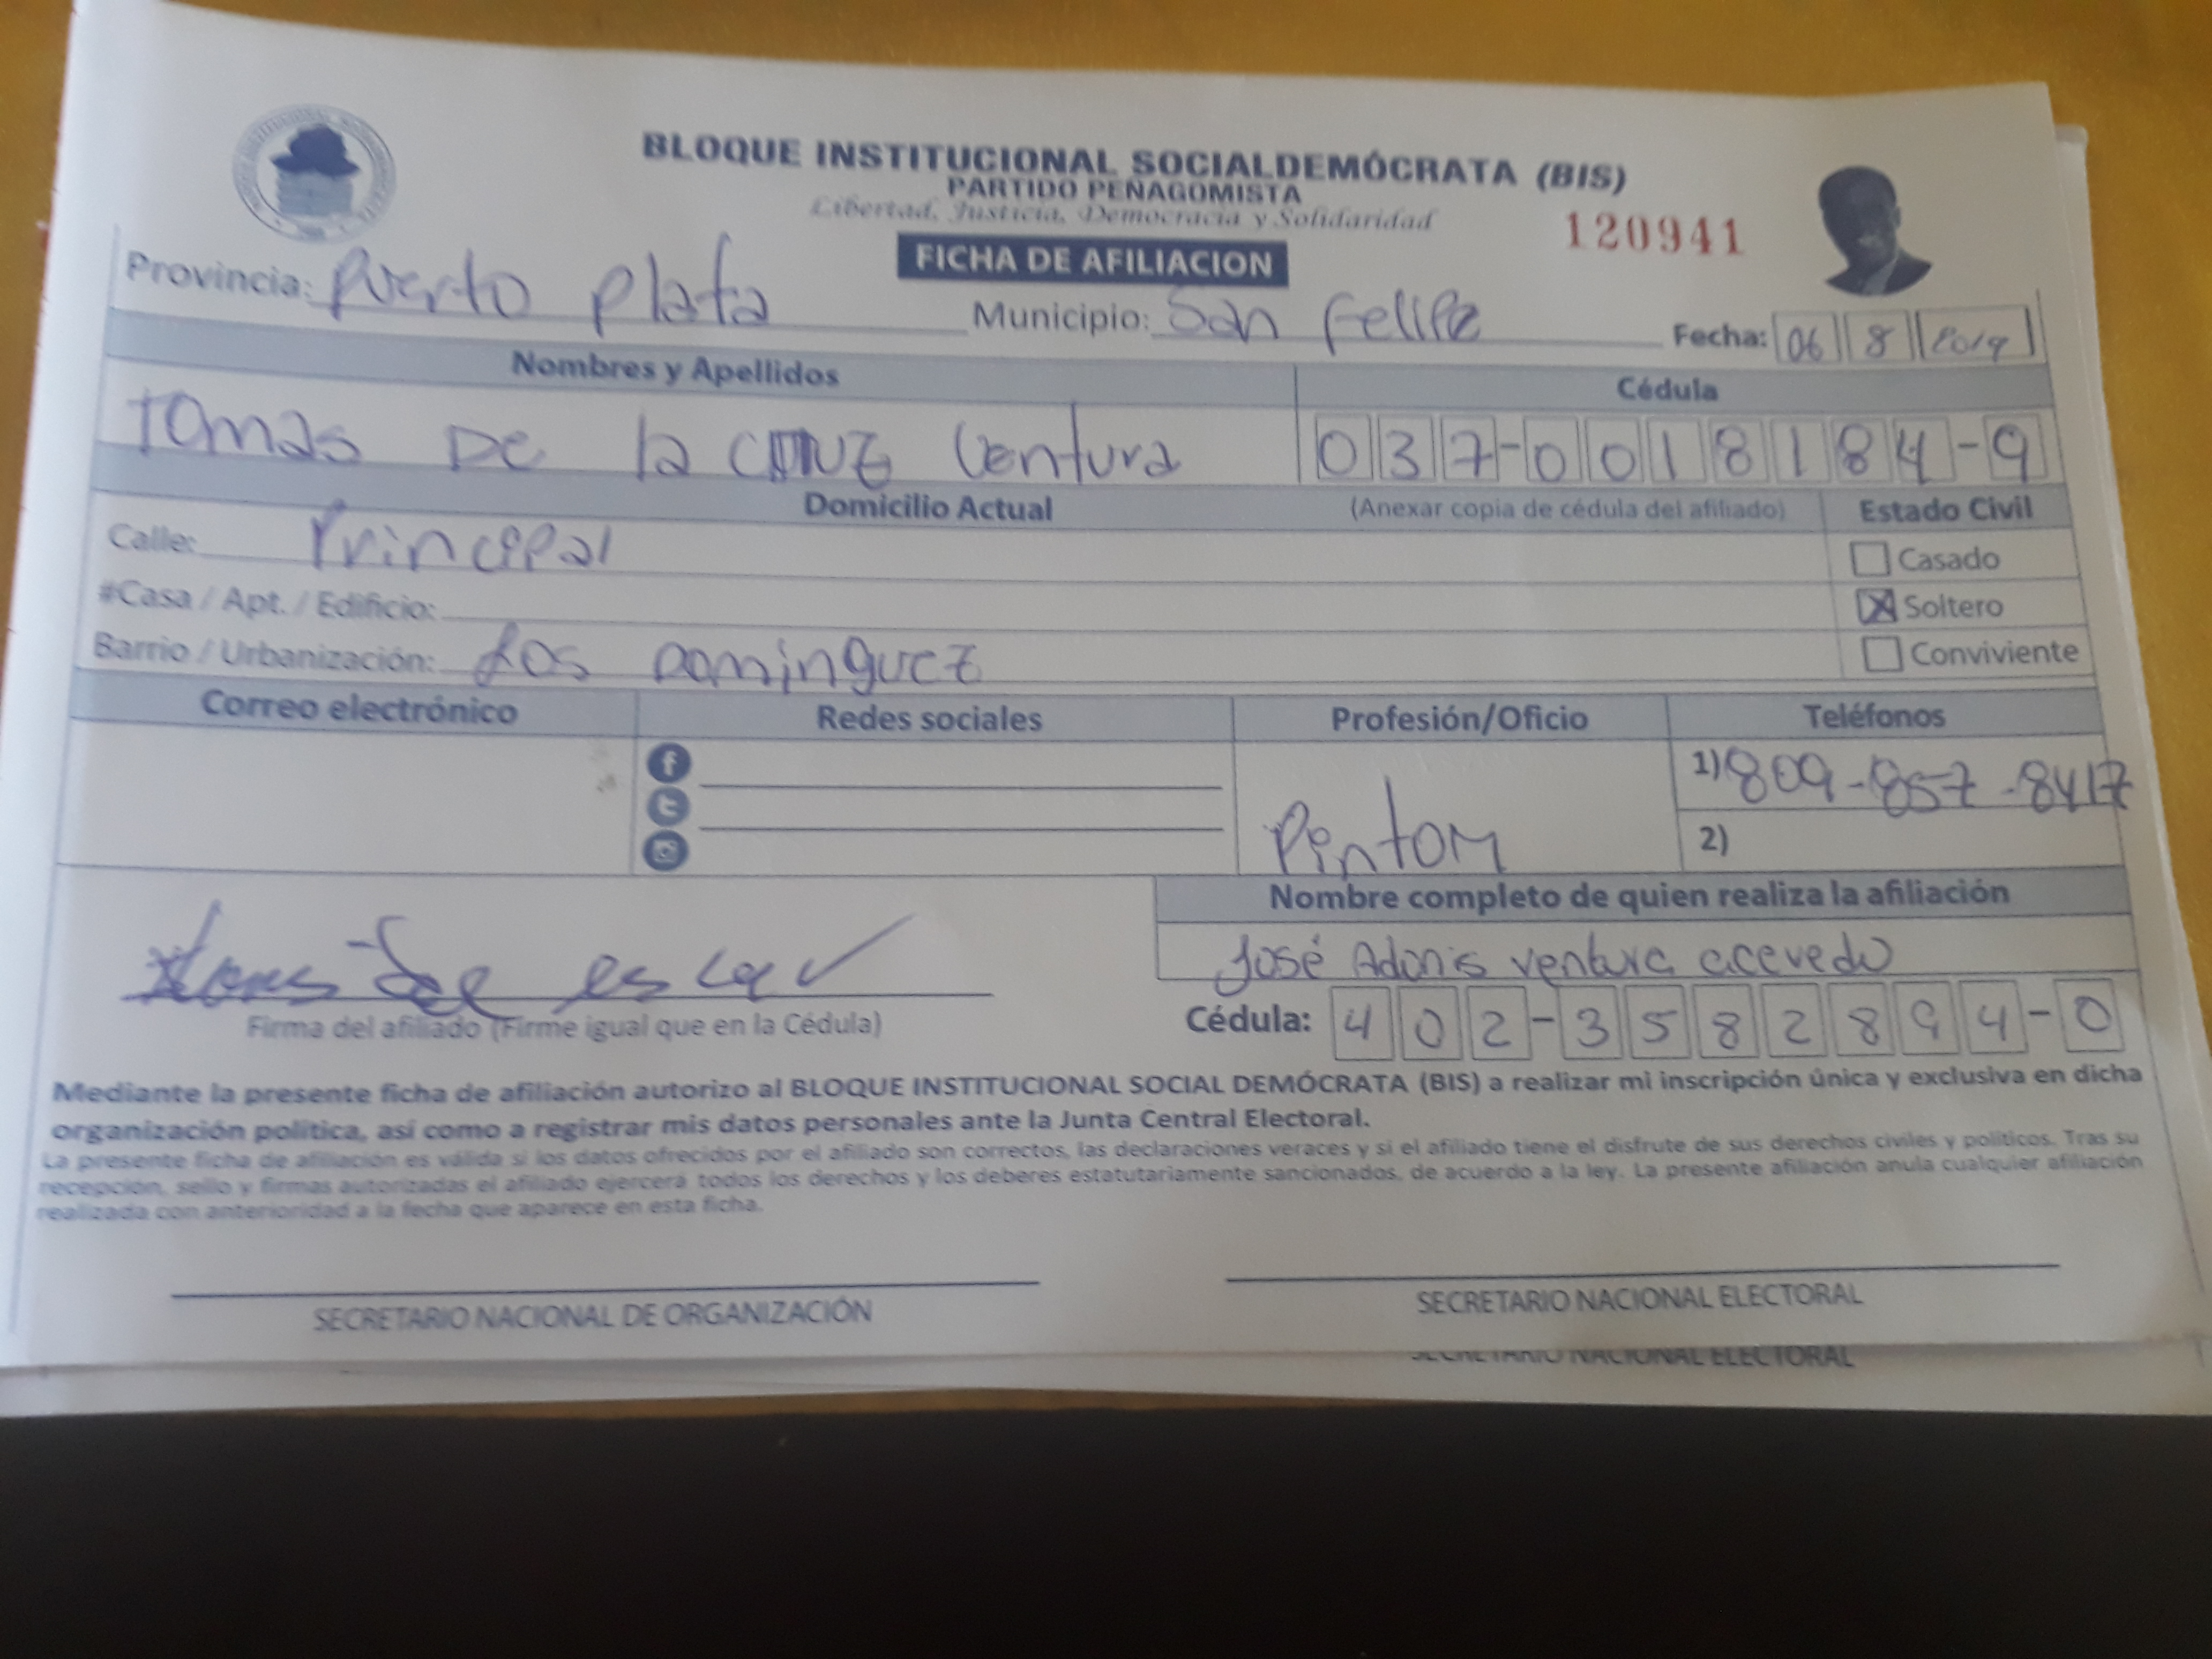 BLOQUE INSTITUCIONAL SOCIALDEMÓCRATA (BIS)
PARTIDO PEÑAGOMISTA
Libertad, Justicia, Democracia y Solidaridad
120941
FICHA DE AFILIACION
Provincia: Puerto Plata Municipio: San Felipe Fecha: 06 8 2019
Nombres y Apellidos Cédula
Tomas De la Ventura 037-0018184-9
Domicilio Actual (Anexar copia de cédula del afiliado) Estado Civil
Calle: Principal
Casado
#Casa / Apt. / Edificio:
Soltero
Barrio / Urbanización: Los Dominguez
Conviviente
Correo electrónico Redes sociales Profesión/Oficio Teléfonos
1) 809-857-8417
Pintor
2)
Nombre completo de quien realiza la afiliación
José Adonis ventura acevedo
Firma del afiliado (Firme igual que en la Cédula)
Cédula: 402-3582894-0
Mediante la presente ficha de afiliación autorizo al BLOQUE INSTITUCIONAL SOCIAL DEMÓCRATA (BIS) a realizar mi inscripción única y exclusiva en dicha
organización política, así como a registrar mis datos personales ante la Junta Central Electoral.
La presente ficha de afiliación es válida si los datos ofrecidos por el afiliado son correctos, las declaraciones veraces y si el afiliado tiene el disfrute de sus derechos civiles y políticos. Tras su
recepción, sello y firmas autorizadas el afiliado ejercerá todos los derechos y los deberes estatutariamente sancionados, de acuerdo a la ley. La presente afiliación anula cualquier afiliación
realizada con anterioridad a la fecha que aparece en esta ficha.
SECRETARIO NACIONAL DE ORGANIZACIÓN SECRETARIO NACIONAL ELECTORAL
SECRETARIO NACIONAL ELECTORAL